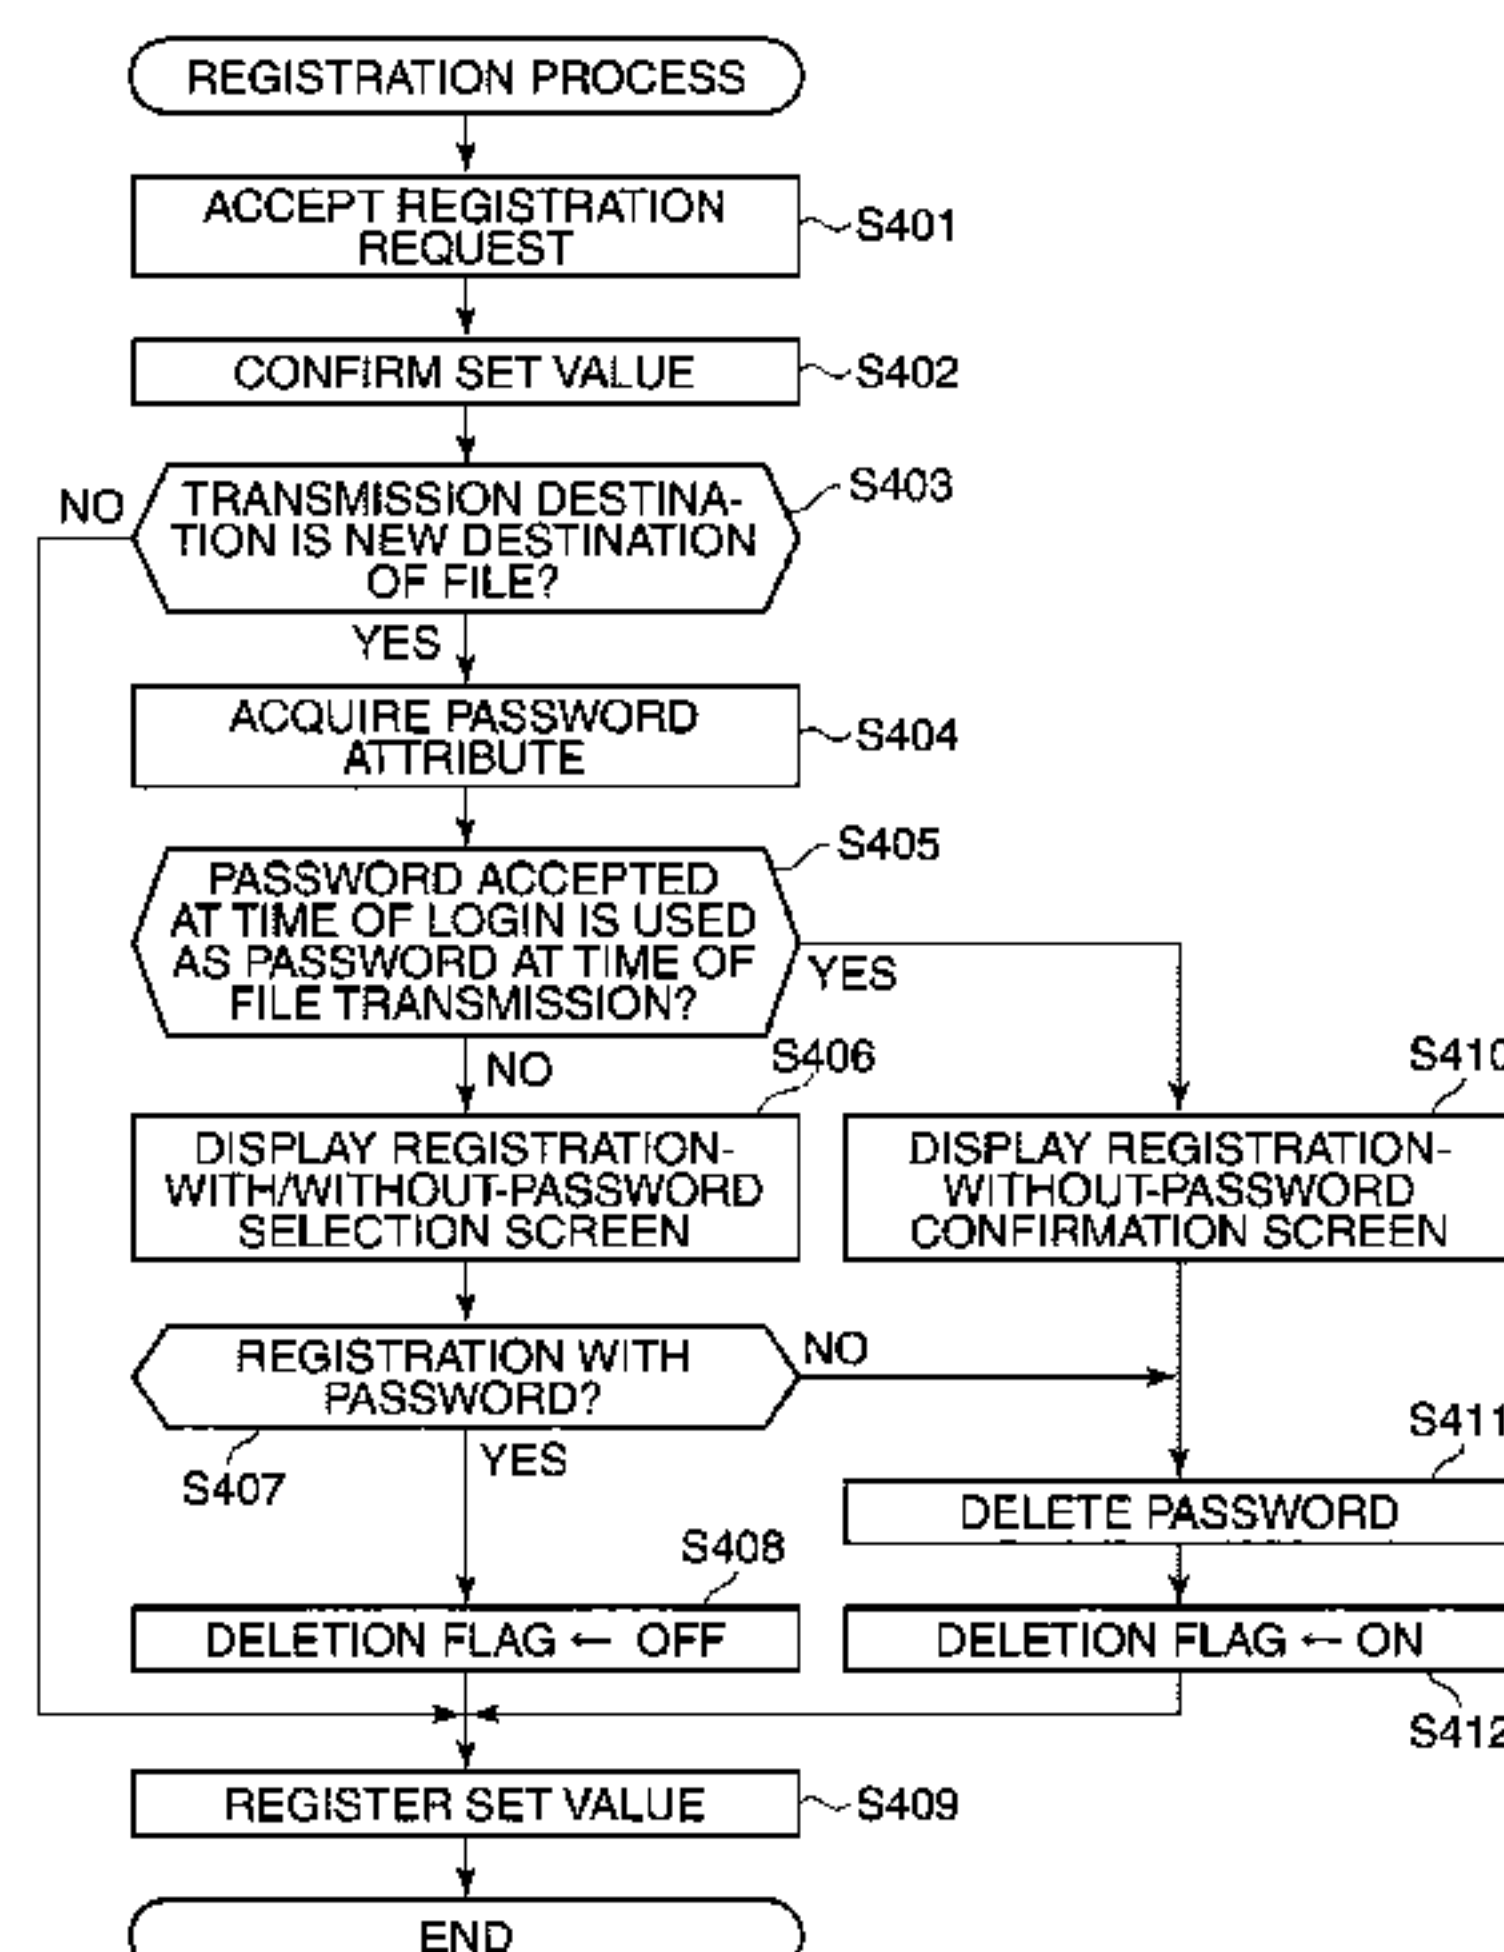 REGISTRATION PROCESS
ACCEPT REGISTRATION
REQUEST
S401
CONFIRM SET VALUE
S402
S403
NO
TRANSMISSION DESTINA-
TION IS NEW DESTINATION
OF FILE?
YES
ACQUIRE PASSWORD
ATTRIBUTE
S404
S405
PASSWORD ACCEPTED
AT TIME OF LOGIN IS USED
AS PASSWORD AT TIME OF
FILE TRANSMISSION?
YES
NO
S406
S410
DISPLAY REGISTRATION-
WITH/WITHOUT-PASSWORD
SELECTION SCREEN
DISPLAY REGISTRATION-
WITHOUT-PASSWORD
CONFIRMATION SCREEN
REGISTRATION WITH
PASSWORD?
NO
S407
YES
S411
DELETE PASSWORD
S408
DELETION FLAG ← OFF
DELETION FLAG ← ON
S412
REGISTER SET VALUE
S409
END